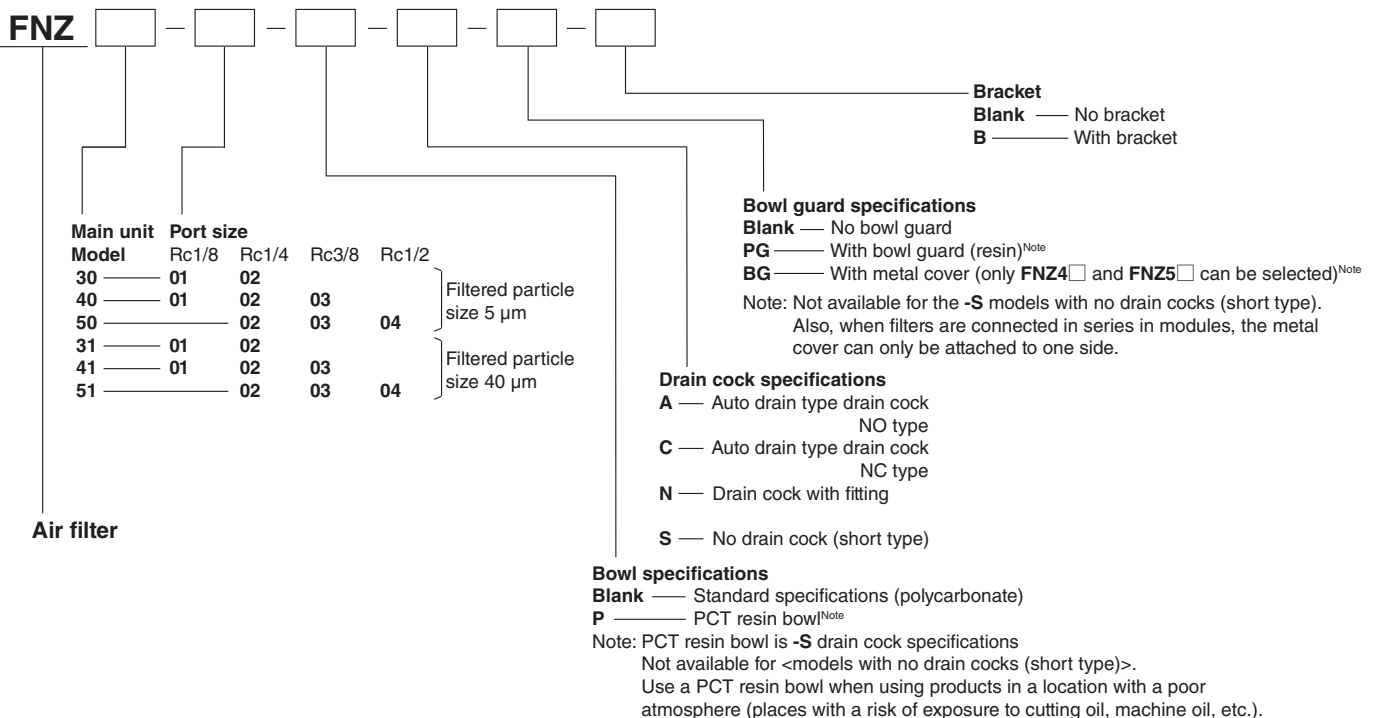 FNZ □ — □ — □ — □ — □ — □
Bracket
Blank — No bracket
B — With bracket
Bowl guard specifications
Blank — No bowl guard
PG — With bowl guard (resin)Note
BG — With metal cover (only FNZ4□ and FNZ5□ can be selected)Note
Note: Not available for the -S models with no drain cocks (short type).
Also, when filters are connected in series in modules, the metal
cover can only be attached to one side.
Main unit Port size
Model Rc1/8 Rc1/4 Rc3/8 Rc1/2
30 — 01 02
40 — 01 02 03
50 — 02 03 04
Filtered particle
size 5 μm
31 — 01 02
41 — 01 02 03
51 — 02 03 04
Filtered particle
size 40 μm
Drain cock specifications
A — Auto drain type drain cock
NO type
C — Auto drain type drain cock
NC type
N — Drain cock with fitting
S — No drain cock (short type)
Air filter
Bowl specifications
Blank — Standard specifications (polycarbonate)
P — PCT resin bowlNote
Note: PCT resin bowl is -S drain cock specifications
Not available for <models with no drain cocks (short type)>.
Use a PCT resin bowl when using products in a location with a poor
atmosphere (places with a risk of exposure to cutting oil, machine oil, etc.).